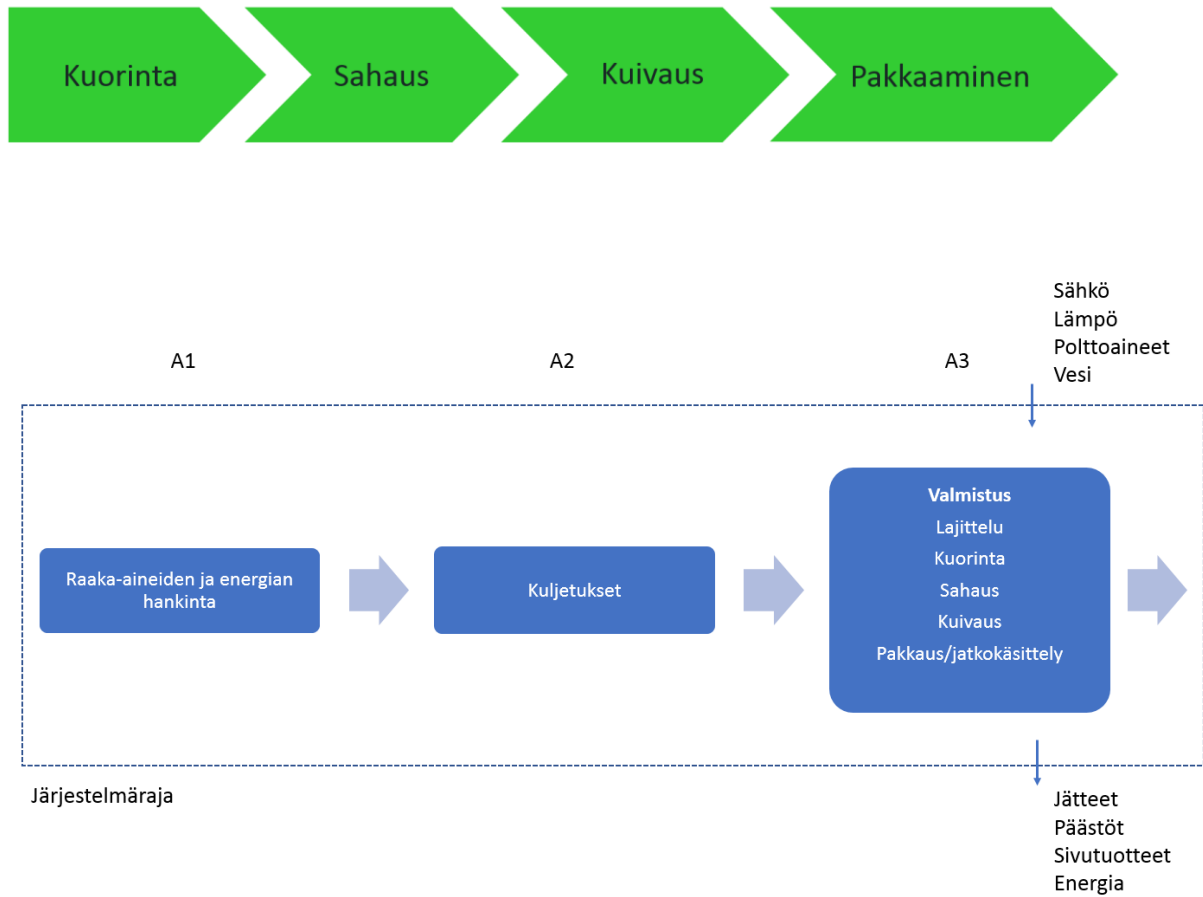 Kuorinta
Sahaus
Kuivaus
Pakkaaminen
Sähkö
Lämpö
Polttoaineet
Vesi
A1
A2
A3
Raaka-aineiden ja energian
hankinta
Kuljetukset
Valmistus
Lajittelu
Kuorinta
Sahaus
Kuivaus
Pakkaus/jatkokäsittely
Järjestelmäraja
Jätteet
Päästöt
Sivutuotteet
Energia